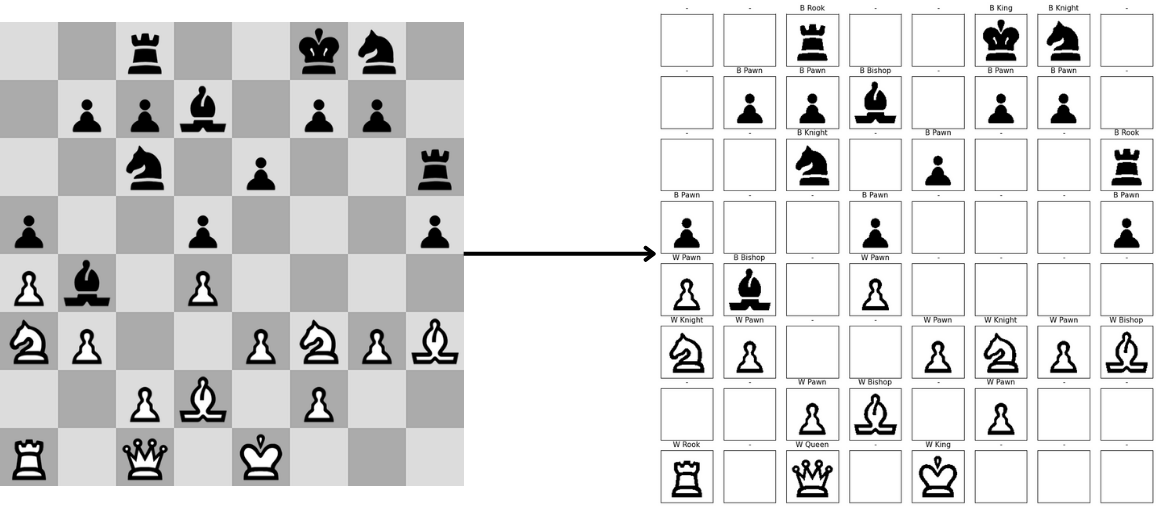 - - B Rook - - B King B Knight -
- B Pawn B Pawn B Bishop - B Pawn B Pawn -
- - B Knight - B Pawn - - B Rook
B Pawn - - B Pawn - - - B Pawn
W Pawn B Bishop - W Pawn - - - -
W Knight W Pawn - - W Pawn W Knight W Pawn W Bishop
- - W Pawn W Bishop - W Pawn - -
W Rook - W Queen - W King - - -